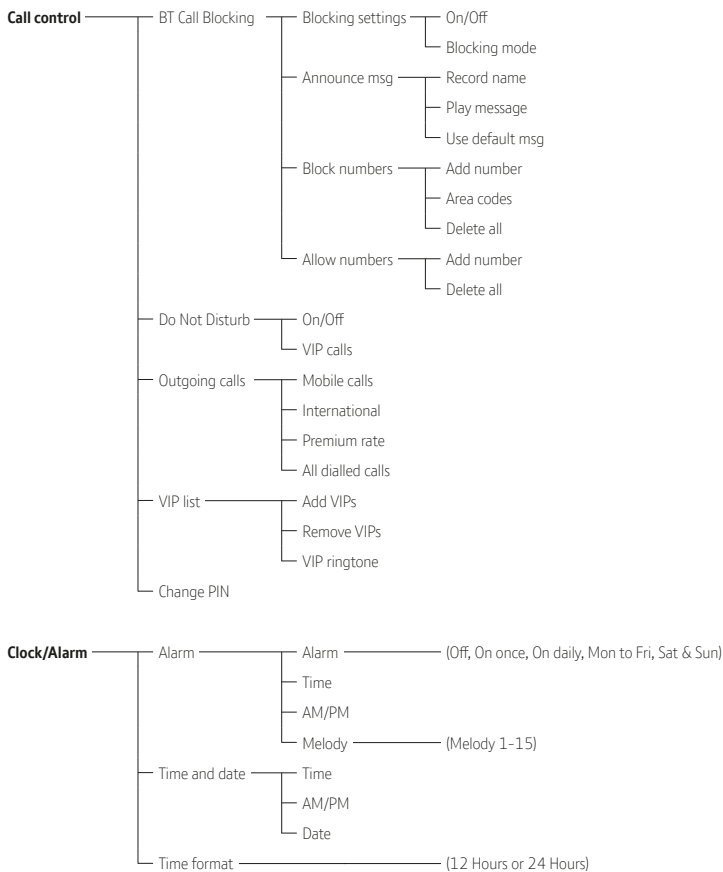 Call control BT Call Blocking Blocking settings On/Off
Blocking mode
Announce msg Record name
Play message
Use default msg
Block numbers Add number
Area codes
Delete all
Allow numbers Add number
Delete all
Do Not Disturb On/Off
VIP calls
Outgoing calls Mobile calls
International
Premium rate
All dialled calls
VIP list Add VIPs
Remove VIPs
VIP ringtone
Change PIN
Clock/Alarm Alarm Alarm (Off, On once, On daily, Mon to Fri, Sat & Sun)
Time
AM/PM
Melody (Melody 1-15)
Time and date Time
AM/PM
Date
Time format (12 Hours or 24 Hours)